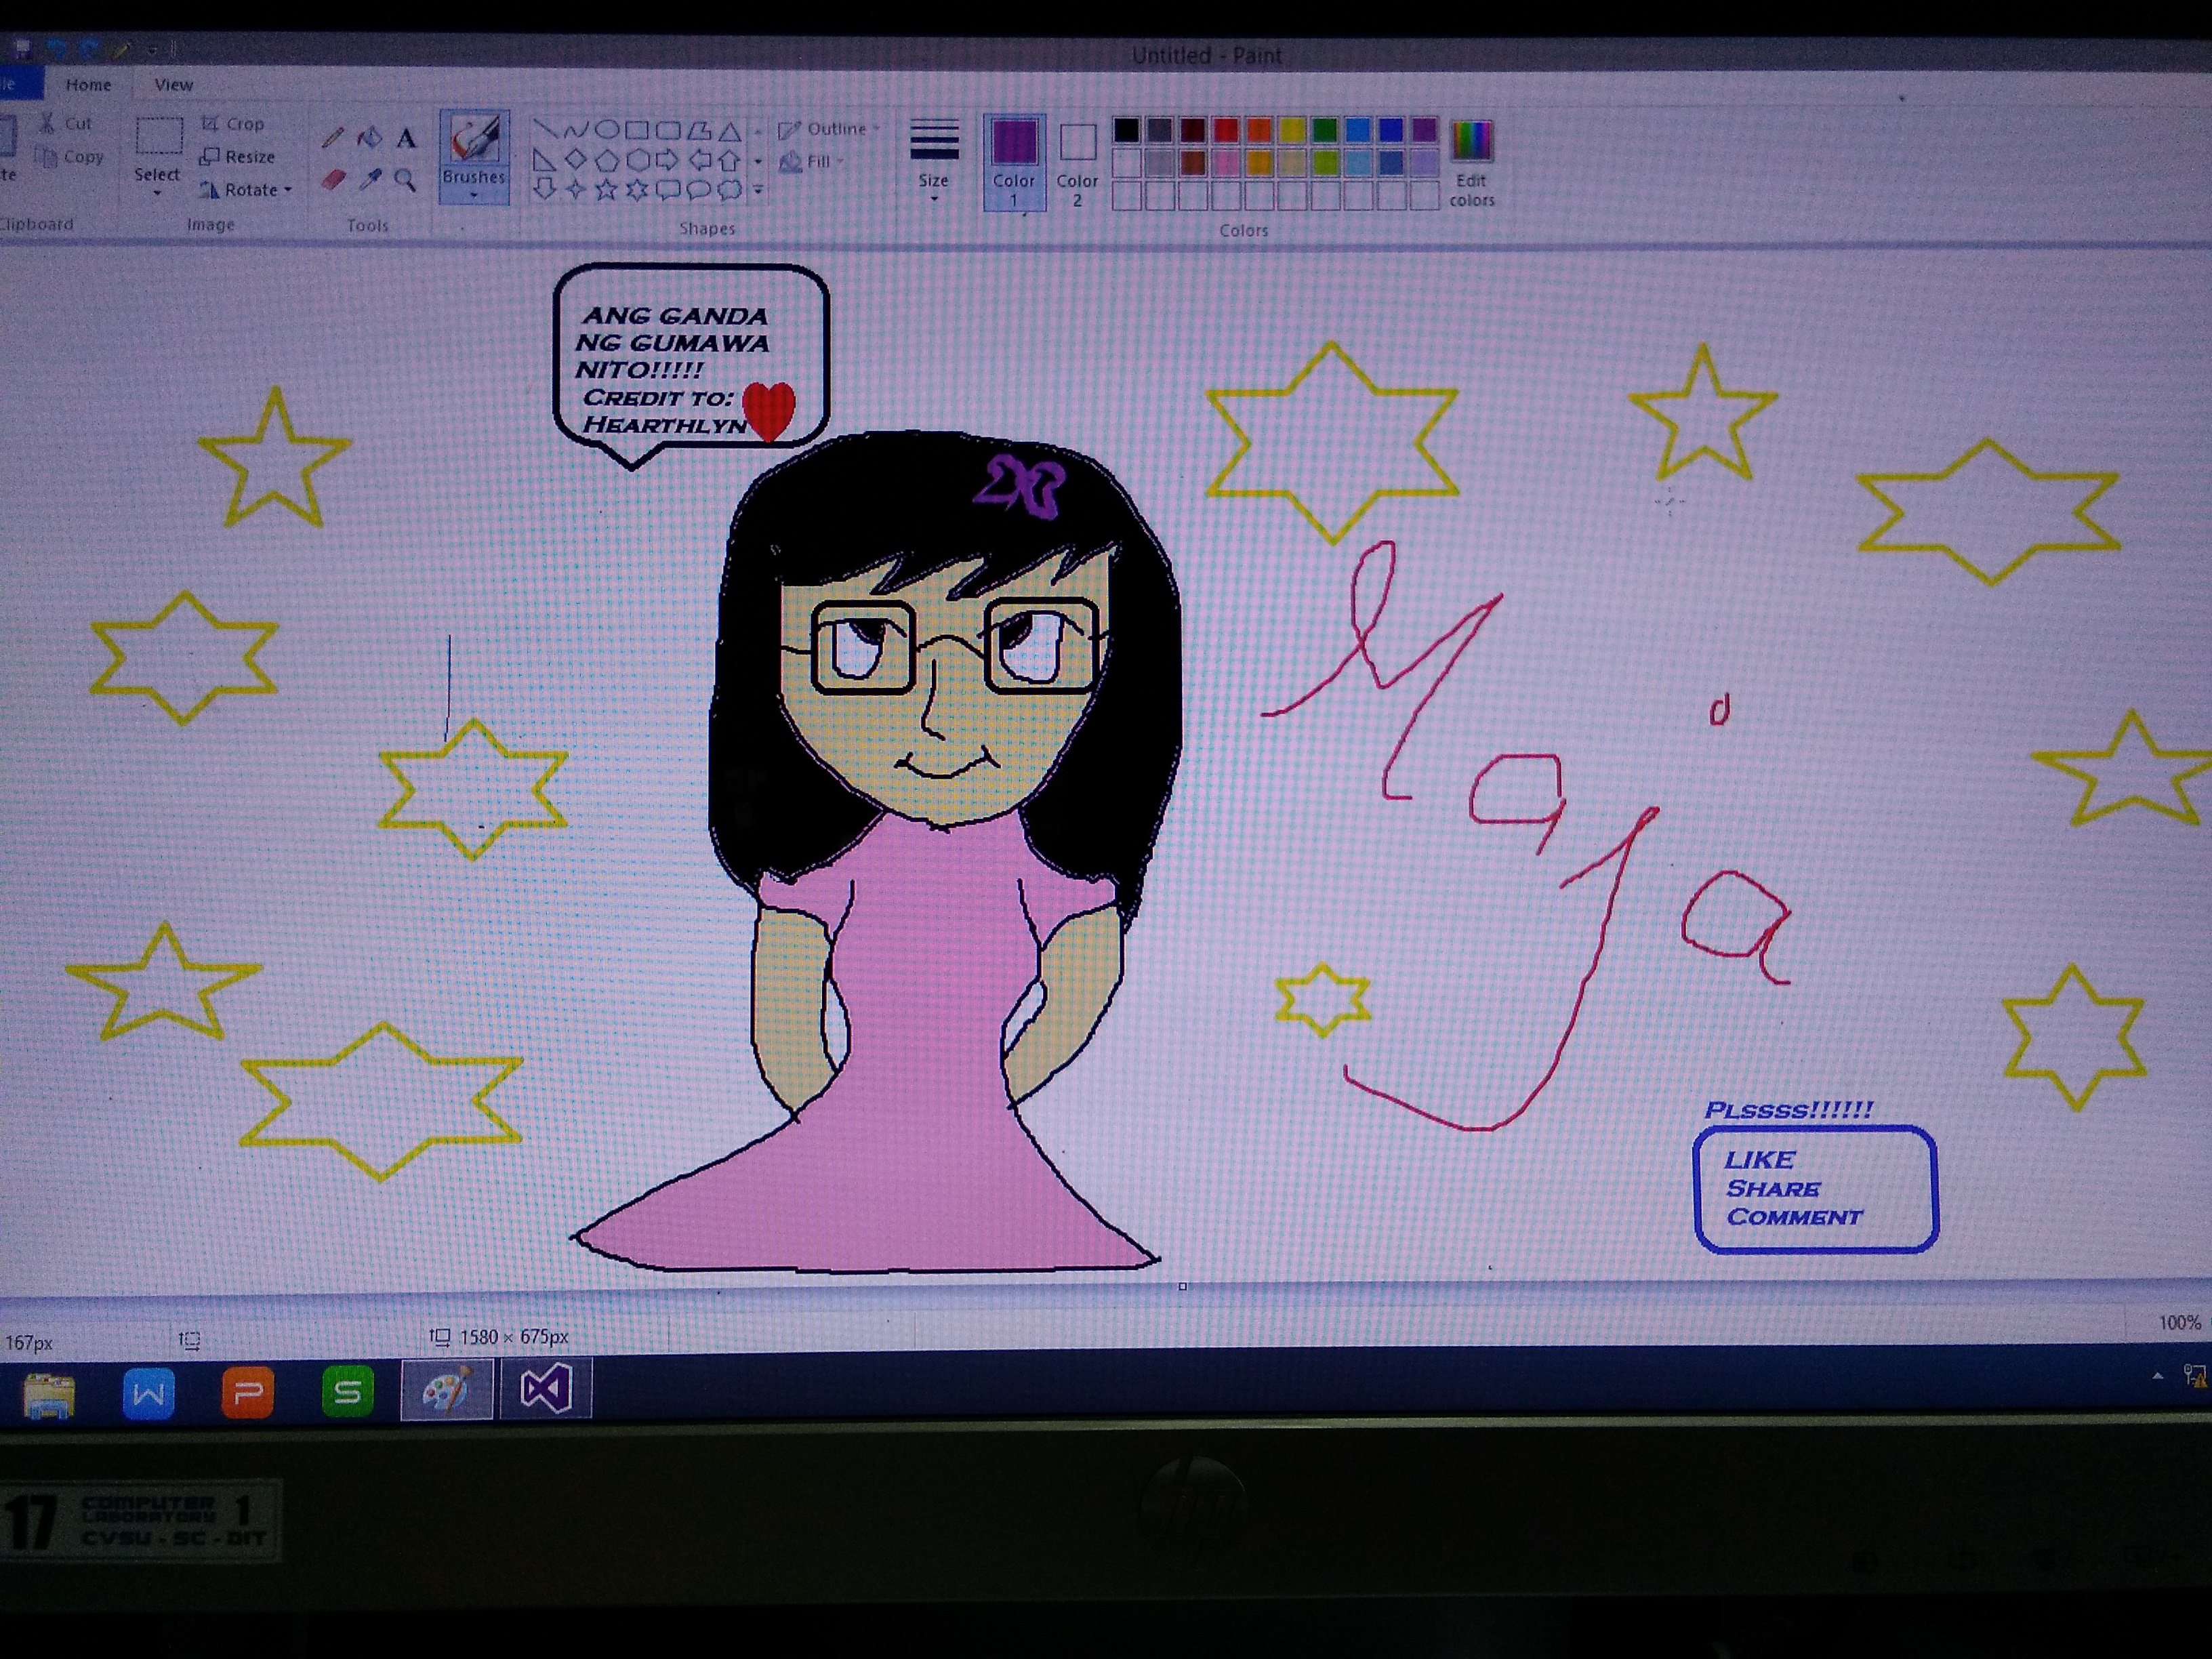 Untitled - Paint
Home View
Cut
Copy
Select
Crop
Resize
Rotate
Brushes
Outline
Fill
Size
Color 1
Color 2
Edit colors
Clipboard
Image
Tools
Shapes
Colors
ANG GANDA
NG GUMAWA
NITO!!!!!
CREDIT TO:
HEARTHLYN
Maja
PLSSSS!!!!!!
LIKE
SHARE
COMMENT
167px
1580 × 675px
100%
W P S
hp
17 COMPUTER LABORATORY 1
CVSU - SC - DIT